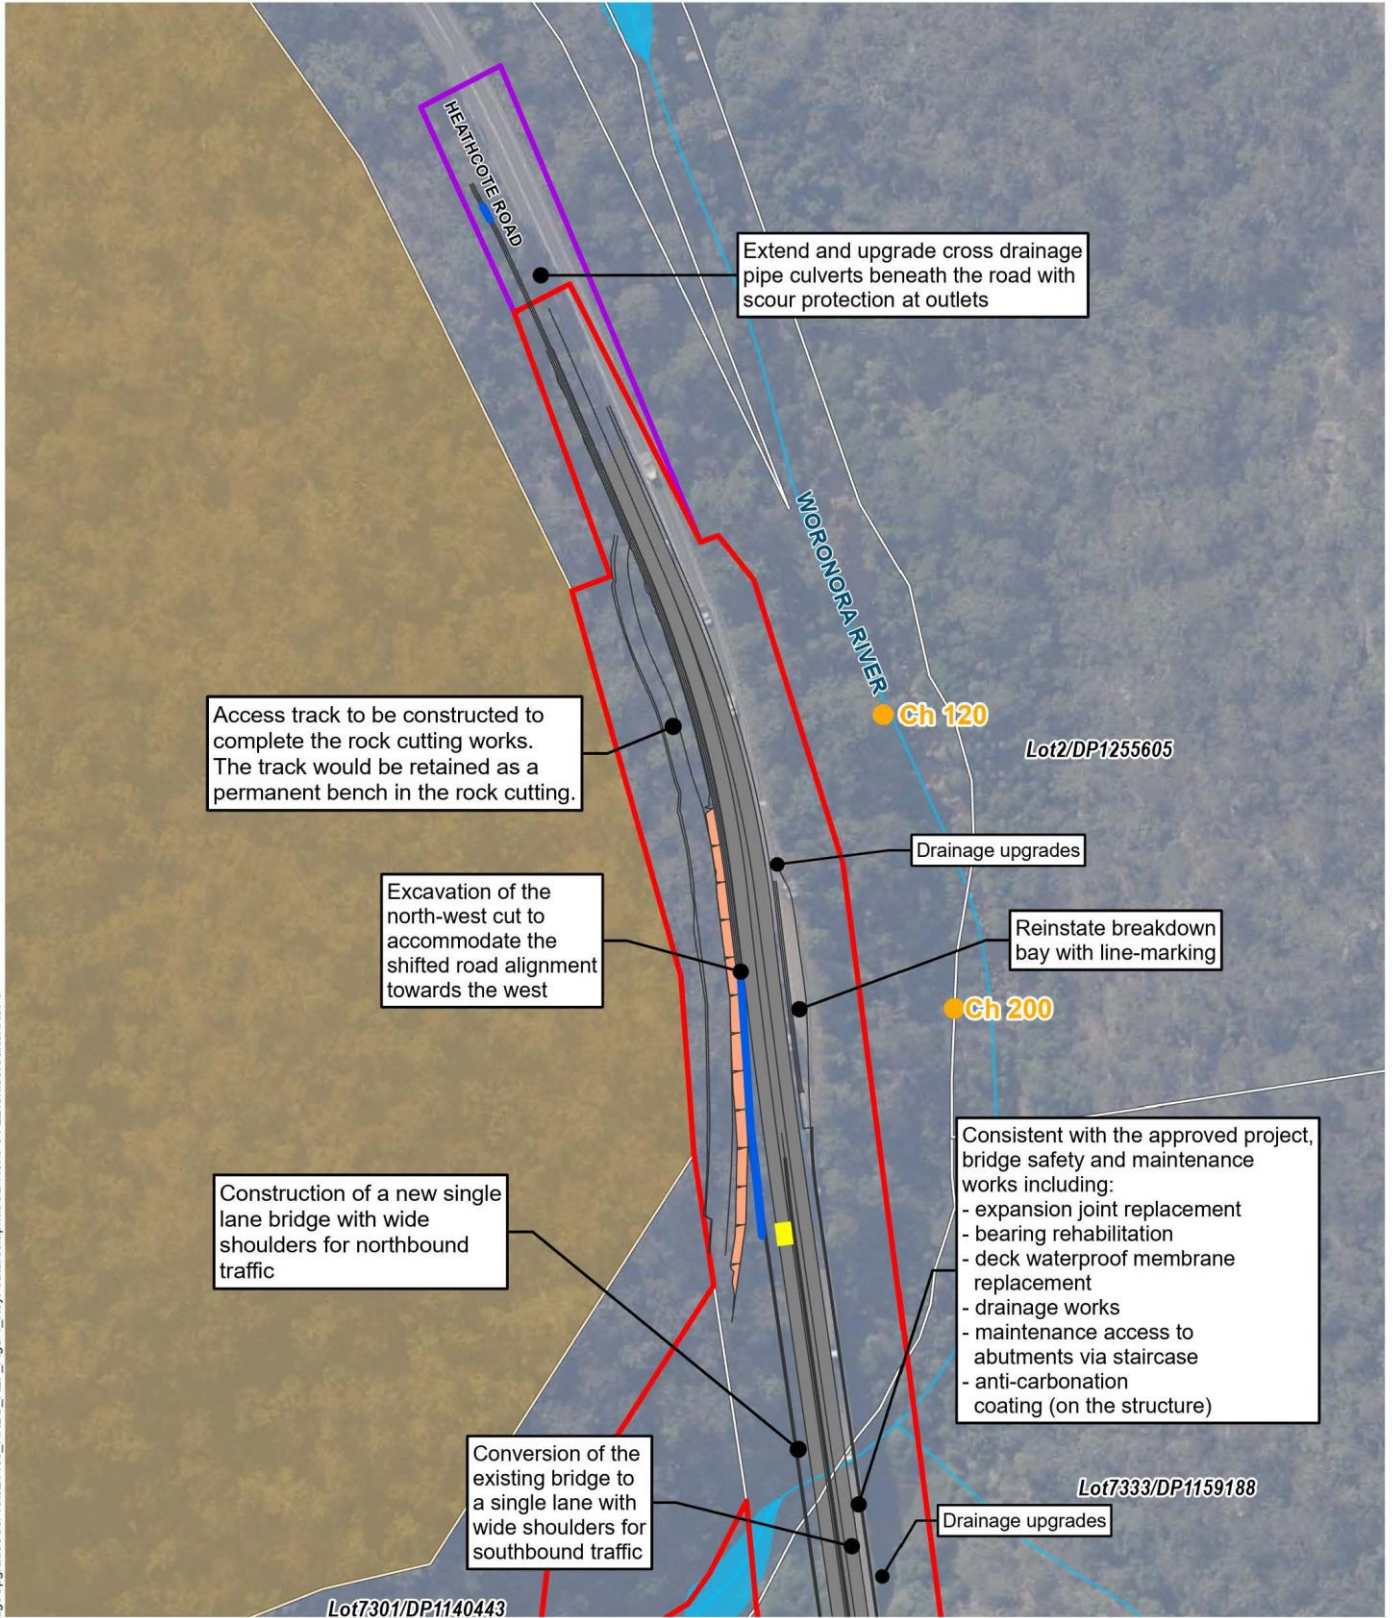 HEATHCOTE ROAD
Extend and upgrade cross drainage
pipe culverts beneath the road with
scour protection at outlets
WORONORA RIVER
Access track to be constructed to
complete the rock cutting works.
The track would be retained as a
permanent bench in the rock cutting.
Ch 120
Lot2/DP1255605
Drainage upgrades
Excavation of the
north-west cut to
accommodate the
shifted road alignment
towards the west
Reinstate breakdown
bay with line-marking
Ch 200
Consistent with the approved project,
bridge safety and maintenance
works including:
- expansion joint replacement
- bearing rehabilitation
- deck waterproof membrane
replacement
- drainage works
- maintenance access to
abutments via staircase
- anti-carbonation
coating (on the structure)
Construction of a new single
lane bridge with wide
shoulders for northbound
traffic
Conversion of the
existing bridge to
a single lane with
wide shoulders for
southbound traffic
Lot7333/DP1159188
Drainage upgrades
Lot7301/DP1140443